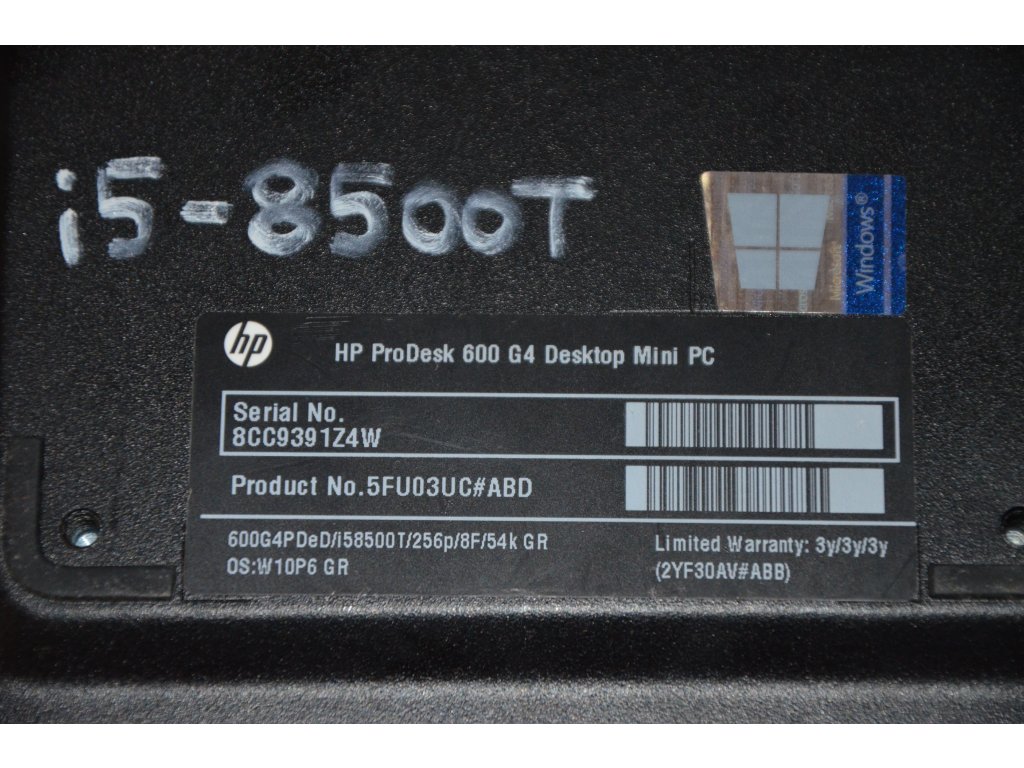 i5-8500T
Microsoft
Windows®
hp
HP ProDesk 600 G4 Desktop Mini PC
Serial No.
8CC9391Z4W
Product No.5FU03UC#ABD
600G4PDeD/i58500T/256p/8F/54k GR
OS:W10P6 GR
Limited Warranty: 3y/3y/3y
(2YF30AV#ABB)